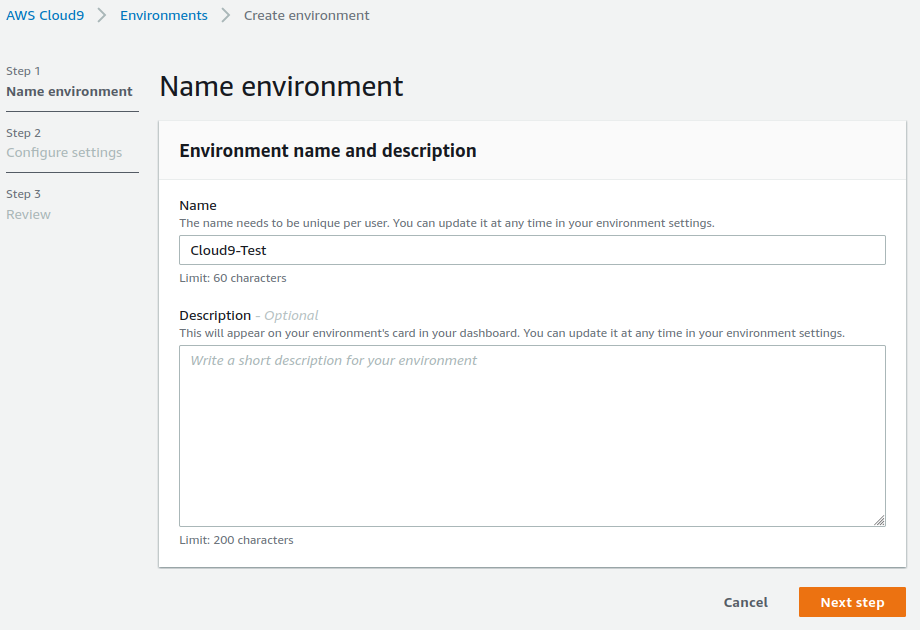 AWS Cloud9 > Environments > Create environment
Step 1
Name environment
Step 2
Configure settings
Step 3
Review
Name environment
Environment name and description
Name
The name needs to be unique per user. You can update it at any time in your environment settings.
Cloud9-Test
Limit: 60 characters
Description - Optional
This will appear on your environment's card in your dashboard. You can update it at any time in your environment settings.
Write a short description for your environment
Limit: 200 characters
Cancel Next step